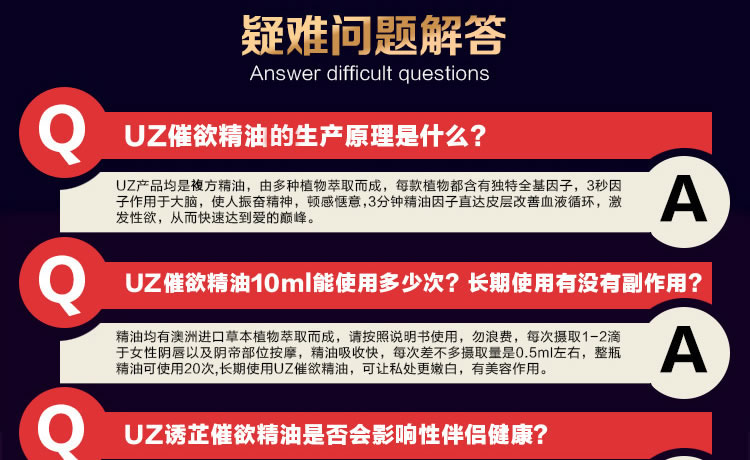 疑难问题解答
Answer difficult questions
Q
UZ催欲精油的生产原理是什么?
UZ产品均是複方精油,由多种植物萃取而成,每款植物都含有独特全基因子,3秒因
子作用于大脑,使人振奋精神,顿感惬意,3分钟精油因子直达皮层改善血液循环,激
发性欲,从而快速达到爱的巅峰。
A
Q
UZ催欲精油10ml能使用多少次?长期使用有没有副作用?
精油均有澳洲进口草本植物萃取而成,请按照说明书使用,勿浪费,每次摄取1-2滴
于女性阴唇以及阴帝部位按摩,精油吸收快,每次差不多摄取量是0.5ml左右,整瓶
精油可使用20次,长期使用UZ催欲精油,可让私处更嫩白,有美容作用。
A
Q
UZ诱芷催欲精油是否会影响性伴侣健康?